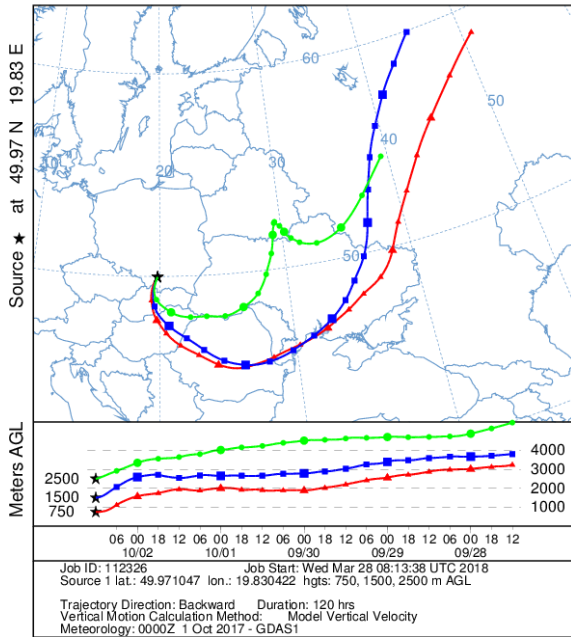 Source ★ at 49.97 N 19.83 E
60
50
10
40
20
30
50
Meters AGL
2500
1500
750
4000
3000
2000
1000
06 00 18 12 06 00 18 12 06 00 18 12 06 00 18 12 06 00 18 12
10/02 10/01 09/30 09/29 09/28
Job ID: 112326 Job Start: Wed Mar 28 08:13:38 UTC 2018
Source 1 lat.: 49.971047 lon.: 19.830422 hgts: 750, 1500, 2500 m AGL
Trajectory Direction: Backward Duration: 120 hrs
Vertical Motion Calculation Method: Model Vertical Velocity
Meteorology: 0000Z 1 Oct 2017 - GDAS1